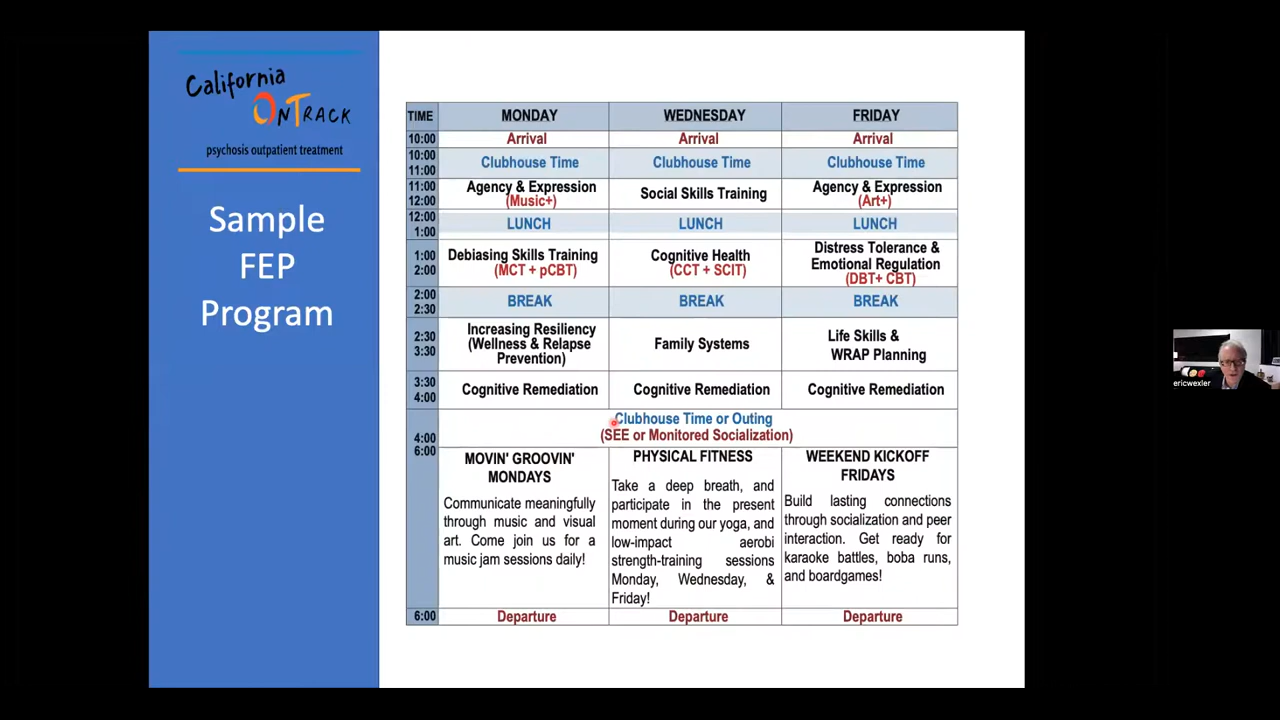 California
ONTRACK
psychosis outpatient treatment
Sample
FEP
Program
TIME MONDAY WEDNESDAY FRIDAY
10:00 Arrival Arrival Arrival
10:00
11:00
Clubhouse Time Clubhouse Time Clubhouse Time
11:00
12:00
Agency & Expression
(Music+)
Social Skills Training
Agency & Expression
(Art+)
12:00
1:00
LUNCH LUNCH LUNCH
1:00
2:00
Debiasing Skills Training
(MCT + pCBT)
Cognitive Health
(CCT + SCIT)
Distress Tolerance &
Emotional Regulation
(DBT+ CBT)
2:00
2:30
BREAK BREAK BREAK
2:30
3:30
Increasing Resiliency
(Wellness & Relapse
Prevention)
Family Systems
Life Skills &
WRAP Planning
3:30
4:00
Cognitive Remediation Cognitive Remediation Cognitive Remediation
4:00
6:00
Clubhouse Time or Outing
(SEE or Monitored Socialization)
MOVIN' GROOVIN'
MONDAYS
Communicate meaningfully
through music and visual
art. Come join us for a
music jam sessions daily!
PHYSICAL FITNESS
Take a deep breath, and
participate in the present
moment during our yoga, and
low-impact aerobi
strength-training sessions
Monday, Wednesday, &
Friday!
WEEKEND KICKOFF
FRIDAYS
Build lasting connections
through socialization and peer
interaction. Get ready for
karaoke battles, boba runs,
and boardgames!
6:00 Departure Departure Departure
ericwexler